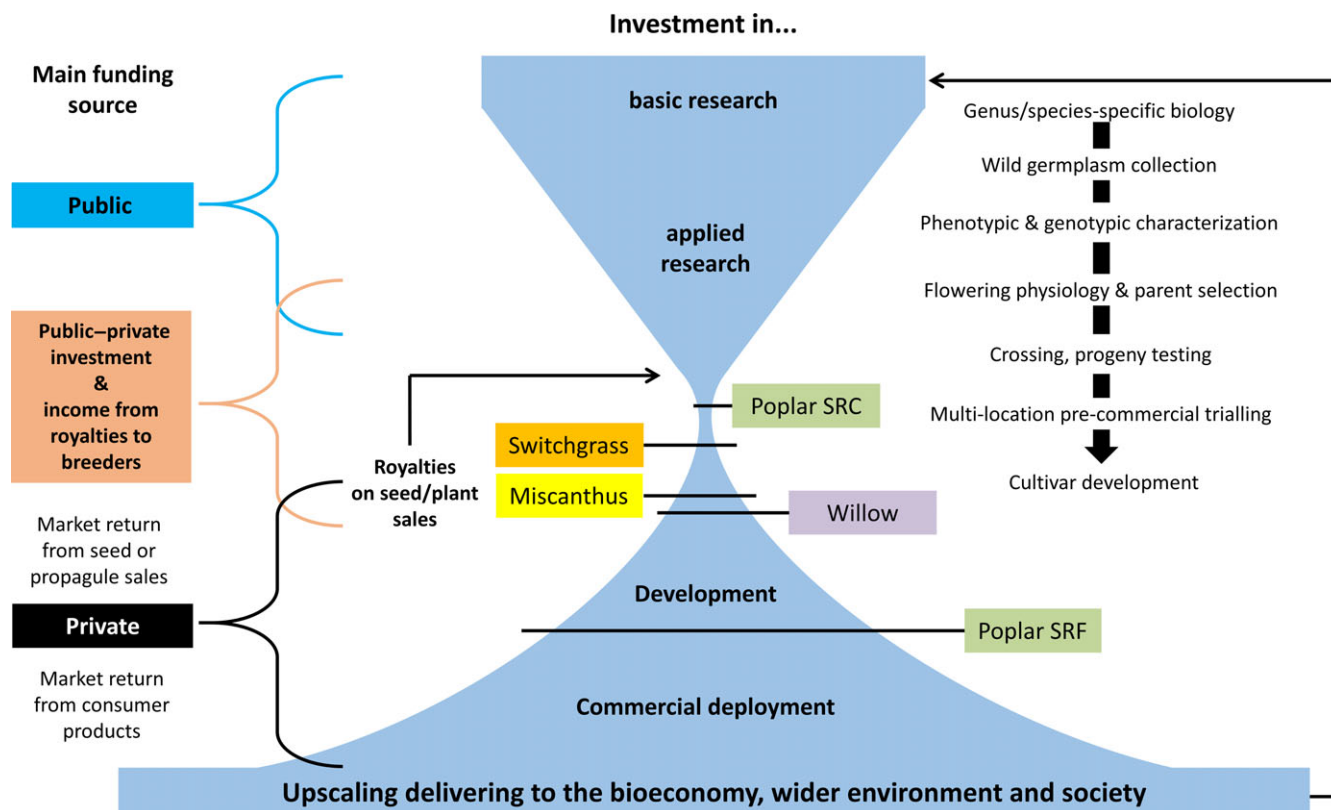 Investment in...
Main funding
source
Public
Public–private
investment
&
income from
royalties to
breeders
Market return
from seed or
propagule sales
Private
Market return
from consumer
products
Royalties
on seed/plant
sales
basic research
applied
research
Poplar SRC
Switchgrass
Miscanthus
Willow
Development
Poplar SRF
Commercial deployment
Upscaling delivering to the bioeconomy, wider environment and society
Genus/species-specific biology
Wild germplasm collection
Phenotypic & genotypic characterization
Flowering physiology & parent selection
Crossing, progeny testing
Multi-location pre-commercial trialling
Cultivar development